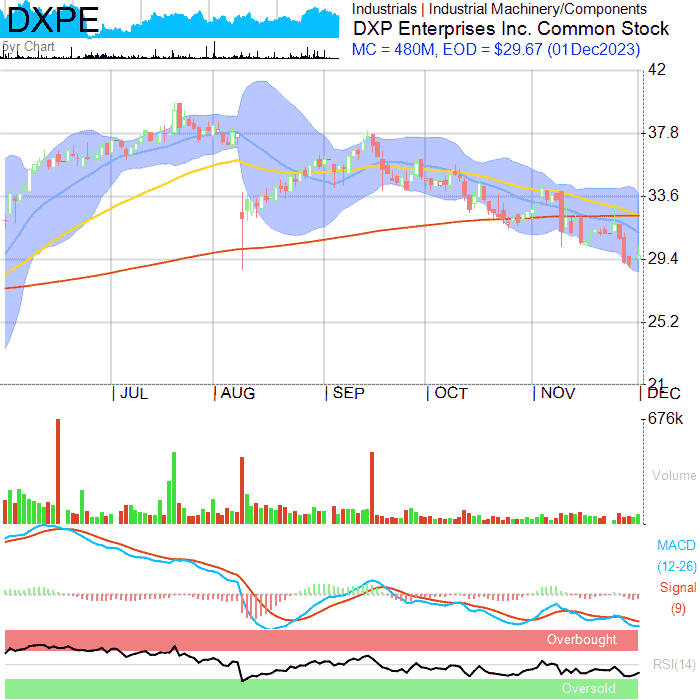 DXPE
5yr Chart
Industrials | Industrial Machinery/Components
DXP Enterprises Inc. Common Stock
MC = 480M, EOD = $29.67 (01Dec2023)
42
37.8
33.6
29.4
25.2
21
JUL AUG SEP OCT NOV DEC
676k
Volume
MACD
(12-26)
Signal
(9)
Overbought
RSI(14)
Oversold